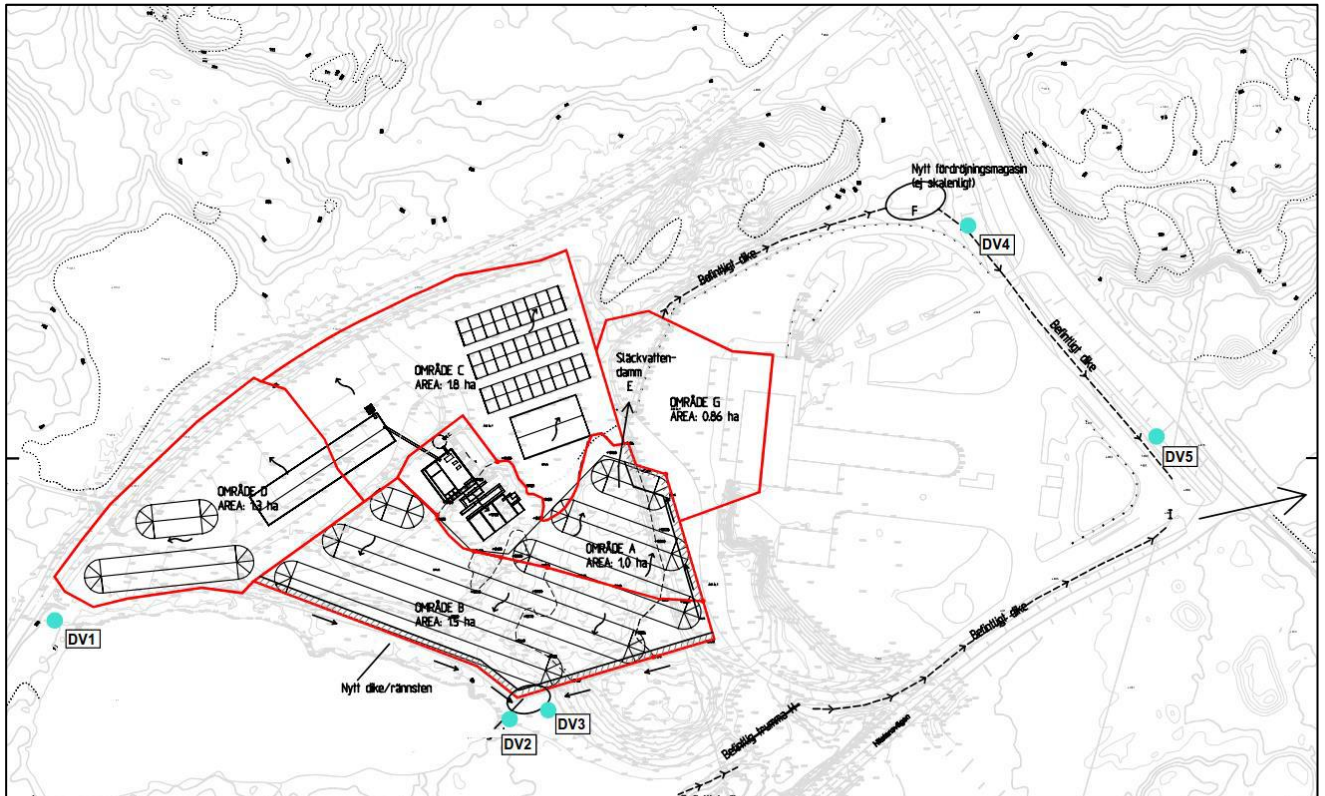 Nytt fördröjningsmagasin
(ej skalenligt)
F
DV4
Befintligt dike
Befintligt dike
Släckvatten-
damm
E
OMRÅDE C
AREA: 1.8 ha
OMRÅDE G
AREA: 0.86 ha
DV5
OMRÅDE D
AREA: 1.3 ha
I
OMRÅDE A
AREA: 1.0 ha
OMRÅDE B
AREA: 1.5 ha
DV1
Befintligt dike
Nytt dike/rännsten
DV2
DV3
Befintlig trumma H